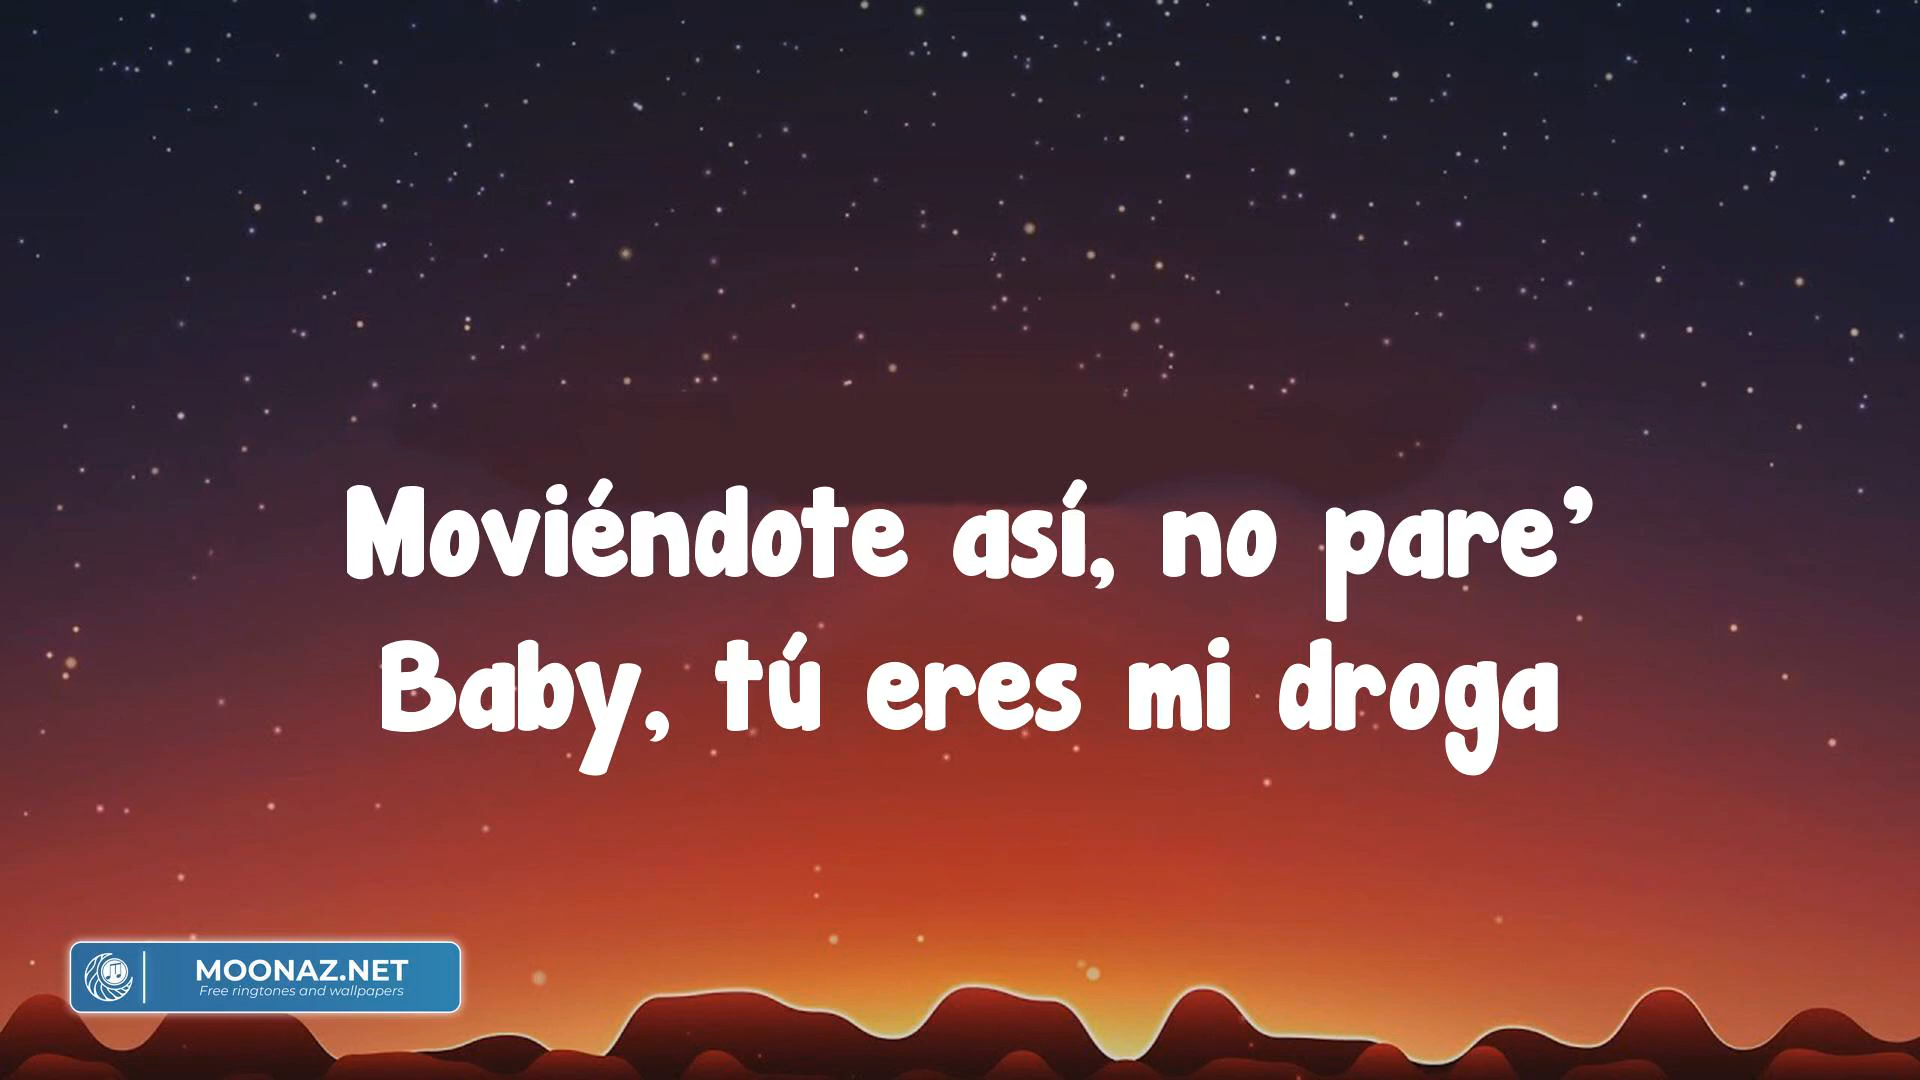 Moviéndote así, no pare’
Baby, tú eres mi droga
MOONAZ.NET
Free ringtones and wallpapers